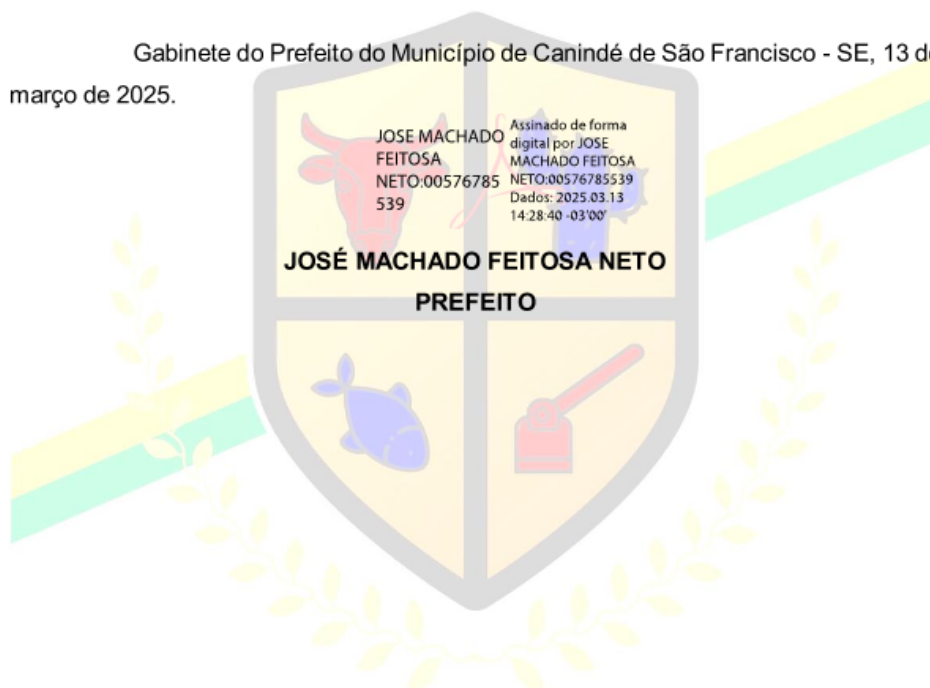 Gabinete do Prefeito do Município de Canindé de São Francisco - SE, 13 de
março de 2025.
JOSE MACHADO
FEITOSA
NETO:00576785
539
Assinado de forma
digital por JOSE
MACHADO FEITOSA
NETO:00576785539
Dados: 2025.03.13
14:28:40 -03'00'
JOSÉ MACHADO FEITOSA NETO
PREFEITO